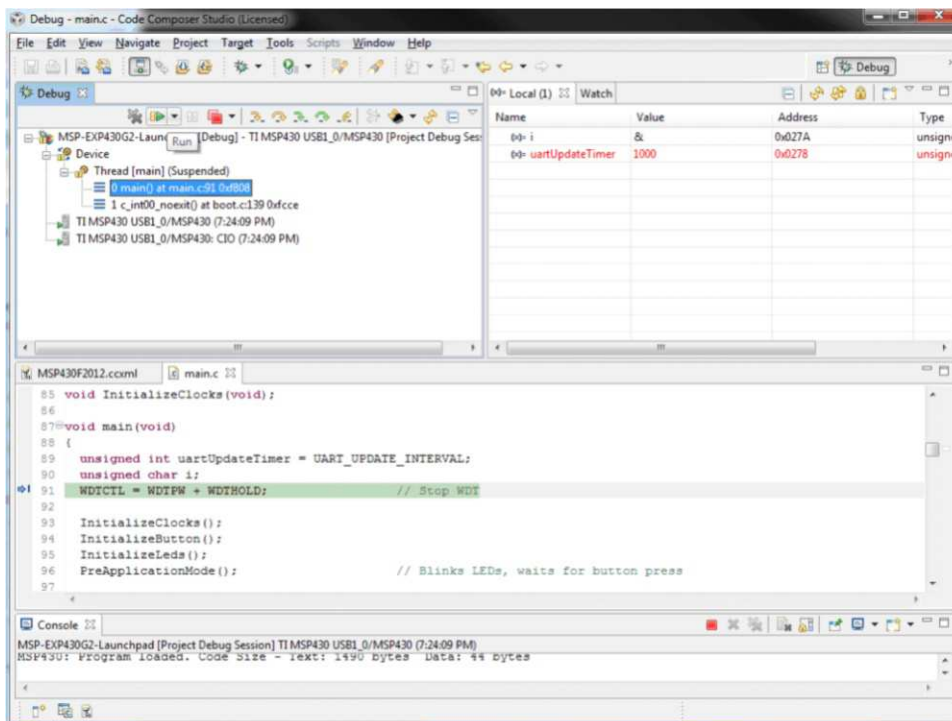 Debug - main.c - Code Composer Studio (Licensed)
File Edit View Navigate Project Target Tools Scripts Window Help
Debug
Debug
Local (1) Watch
Name Value Address Type
i & 0x027A unsign
uartUpdateTimer 1000 0x0278 unsign
MSP-EXP430G2-Laun [Debug] - TI MSP430 USB1_0/MSP430 [Project Debug Ses
Run
Device
Thread [main] (Suspended)
0 main() at main.c:91 0xf808
1 c_int00_noexit() at boot.c:139 0xfcce
TI MSP430 USB1_0/MSP430 (7:24:09 PM)
TI MSP430 USB1_0/MSP430: CIO (7:24:09 PM)
MSP430F2012.ccxml main.c
85 void InitializeClocks(void);
86
87 void main(void)
88 {
89 unsigned int uartUpdateTimer = UART_UPDATE_INTERVAL;
90 unsigned char i;
91 WDTCTL = WDTPW + WDTHOLD; // Stop WDT
92
93 InitializeClocks();
94 InitializeButton();
95 InitializeLeds();
96 PreApplicationMode(); // Blinks LEDs, waits for button press
97
Console
MSP-EXP430G2-Launchpad [Project Debug Session] TI MSP430 USB1_0/MSP430 (7:24:09 PM)
MSP430: Program loaded. Code Size - Text: 1490 bytes Data: 44 bytes